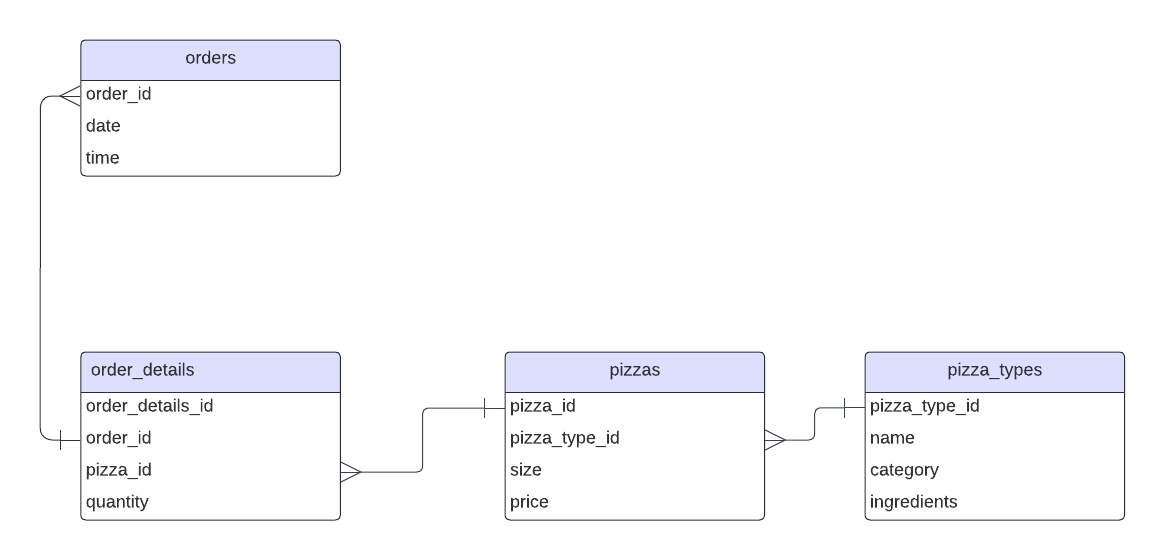 orders
order_id
date
time
order_details
order_details_id
order_id
pizza_id
quantity
pizzas
pizza_id
pizza_type_id
size
price
pizza_types
pizza_type_id
name
category
ingredients